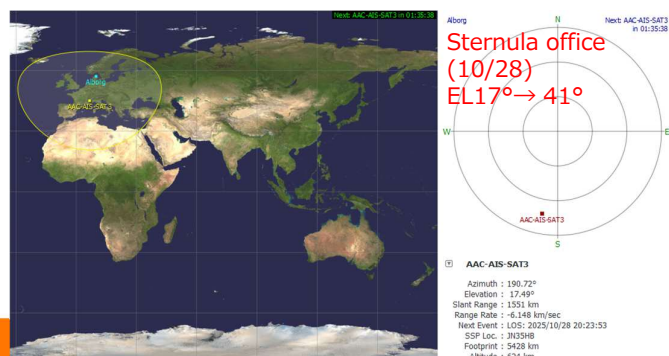 Next: AAC-AIS-SAT3 in 01:35:38
Alborg
AAC-AIS-SAT3
Alborg
N
Next: AAC-AIS-SAT3
in 01:35:38
Sternula office
(10/28)
EL17°→ 41°
W
E
AAC-AIS-SAT3
S
AAC-AIS-SAT3
Azimuth : 190.72°
Elevation : 17.49°
Slant Range : 1551 km
Range Rate : -6.148 km/sec
Next Event : LOS: 2025/10/28 20:23:53
SSP Loc. : JN35HB
Footprint : 5428 km